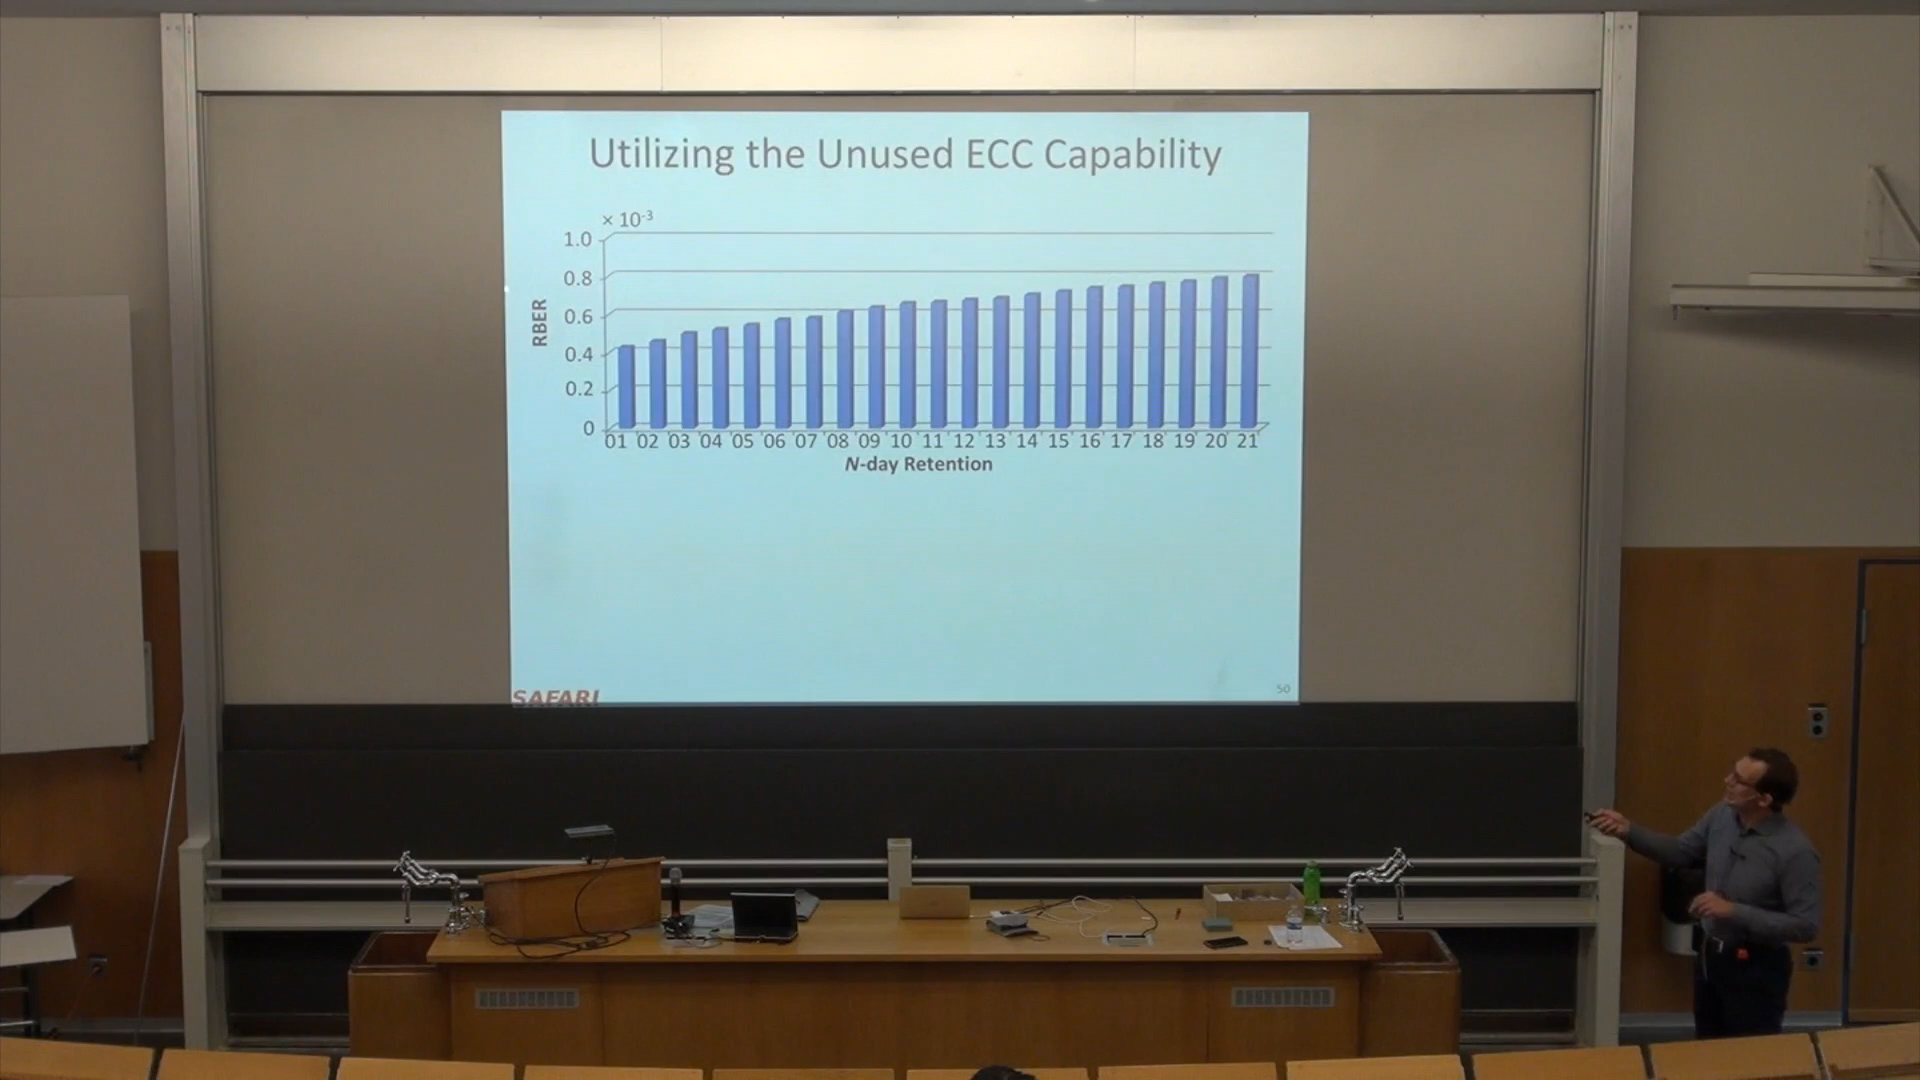 Utilizing the Unused ECC Capability
× 10-3
1.0
0.8
0.6
0.4
0.2
0
RBER
01 02 03 04 05 06 07 08 09 10 11 12 13 14 15 16 17 18 19 20 21
N-day Retention
SAFARI
50